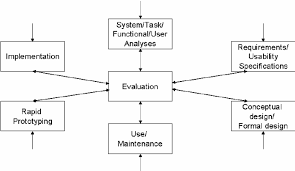 System/Task/
Functional/User
Analyses
Implementation
Requirements/
Usability
Specifications
Evaluation
Rapid
Prototyping
Conceptual
design/
Formal design
Use/
Maintenance